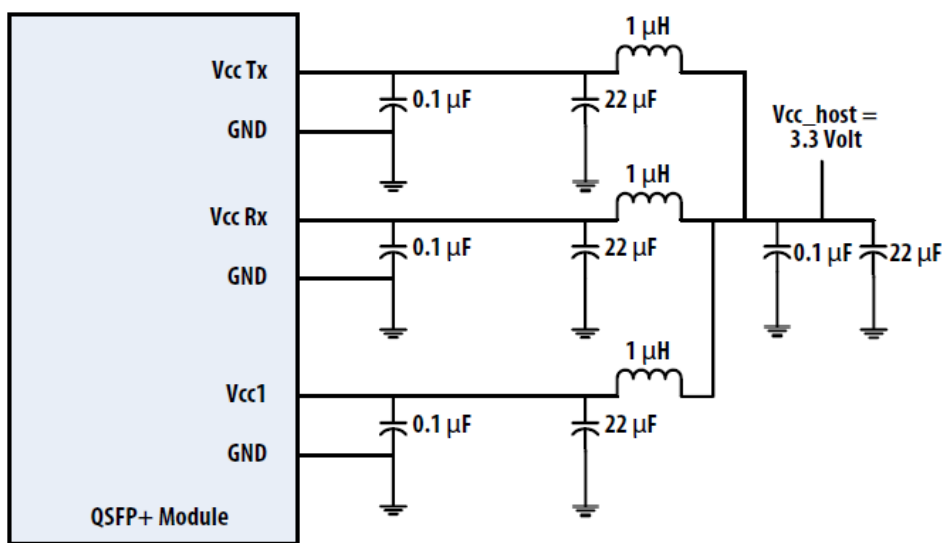 1 μH
Vcc Tx
0.1 μF
22 μF
GND
Vcc_host =
3.3 Volt
1 μH
Vcc Rx
0.1 μF
22 μF
0.1 μF
22 μF
GND
1 μH
Vcc1
0.1 μF
22 μF
GND
QSFP+ Module